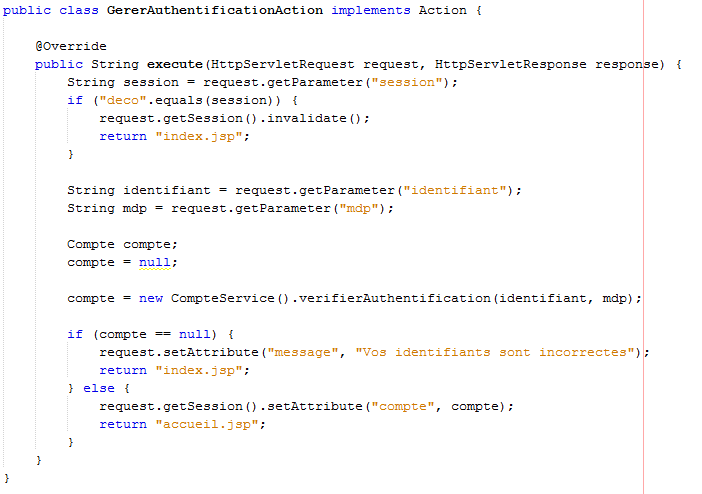 public class GererAuthentificationAction implements Action {
@Override
public String execute(HttpServletRequest request, HttpServletResponse response) {
String session = request.getParameter("session");
if ("deco".equals(session)) {
request.getSession().invalidate();
return "index.jsp";
}
String identifiant = request.getParameter("identifiant");
String mdp = request.getParameter("mdp");
Compte compte;
compte = null;
compte = new CompteService().verifierAuthentification(identifiant, mdp);
if (compte == null) {
request.setAttribute("message", "Vos identifiants sont incorrectes");
return "index.jsp";
} else {
request.getSession().setAttribute("compte", compte);
return "accueil.jsp";
}
}
}